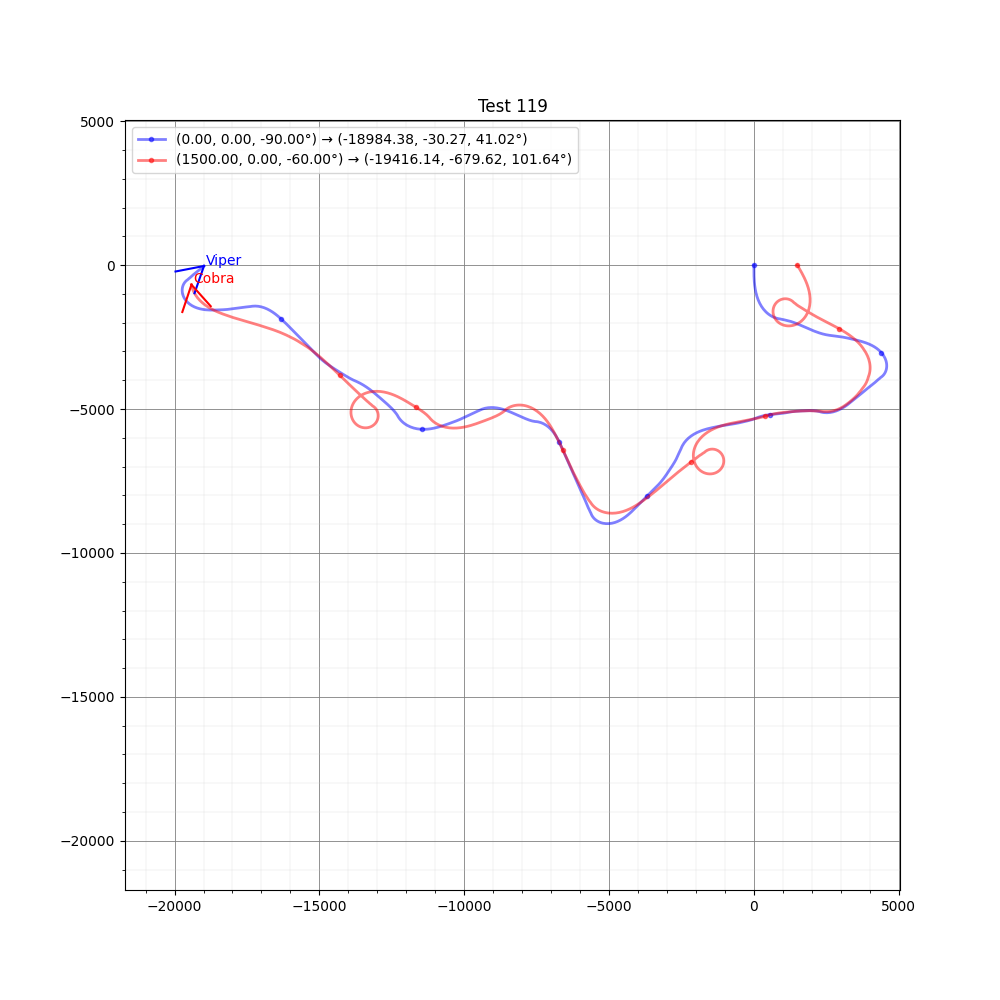 Test 119
(0.00, 0.00, -90.00°) → (-18984.38, -30.27, 41.02°)
(1500.00, 0.00, -60.00°) → (-19416.14, -679.62, 101.64°)
5000
0
−5000
−10000
−15000
−20000
Viper
Cobra
−20000 −15000 −10000 −5000 0 5000